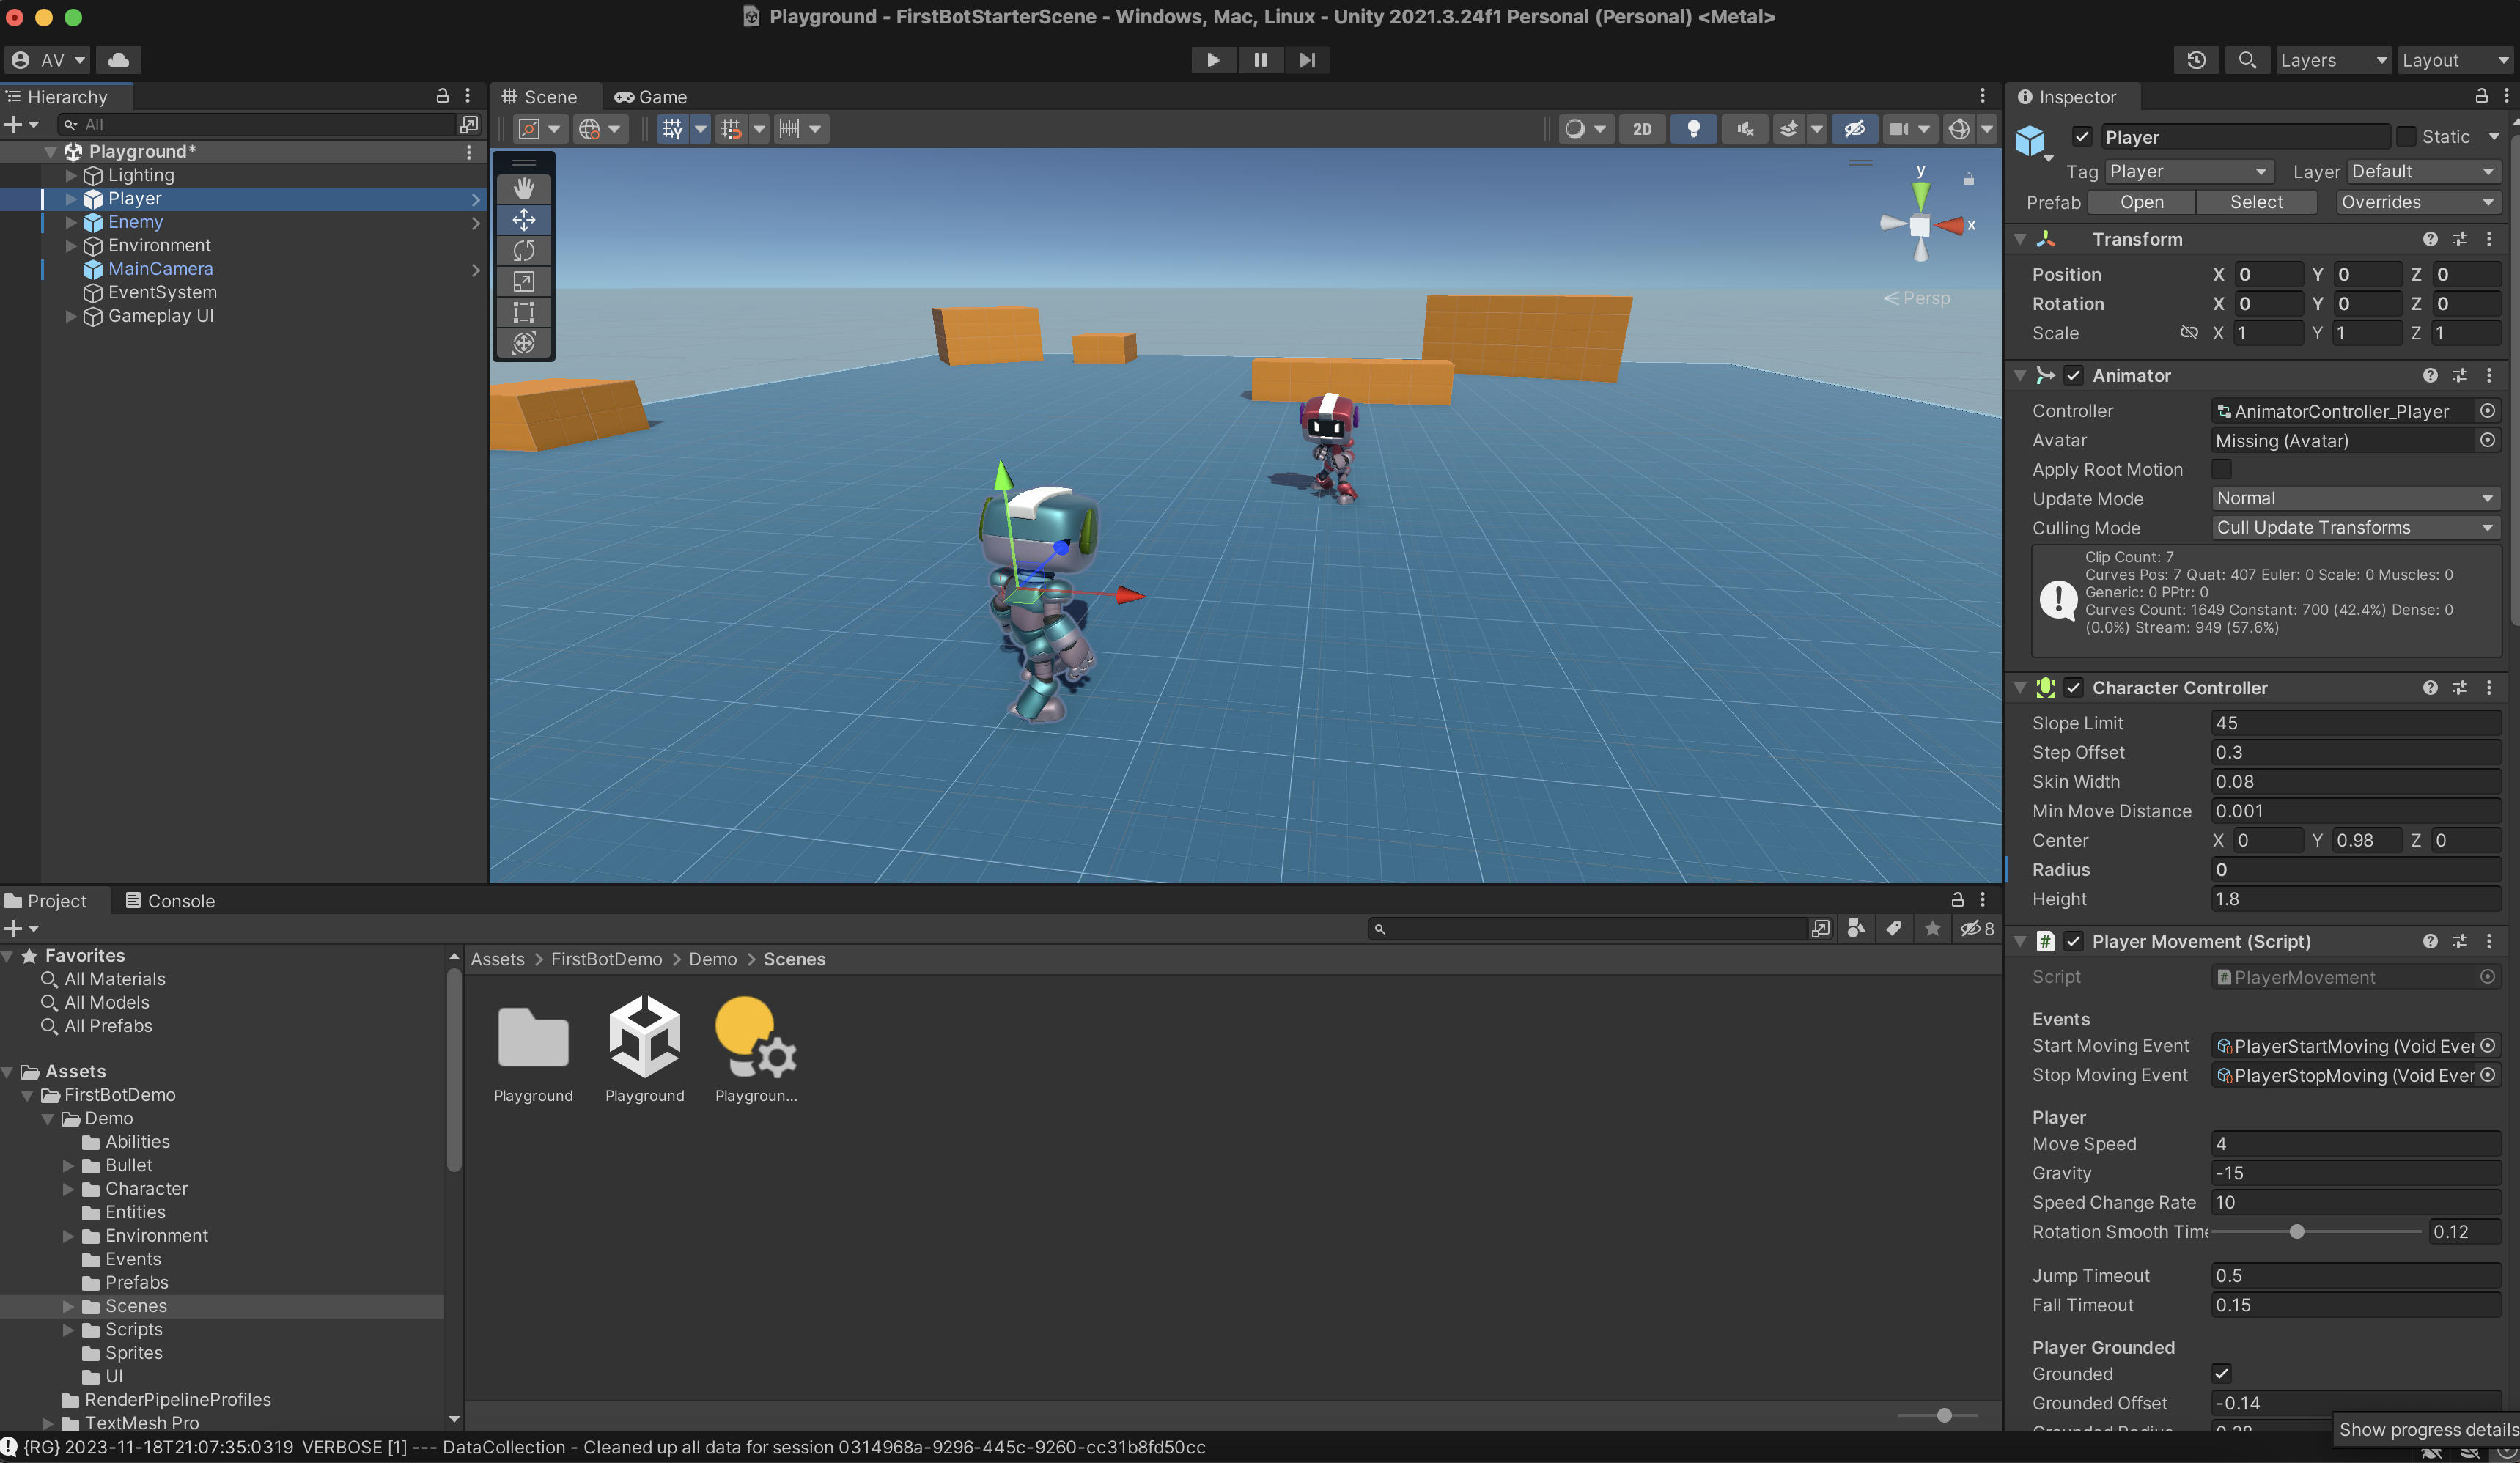 Playground - FirstBotStarterScene - Windows, Mac, Linux - Unity 2021.3.24f1 Personal (Personal) <Metal>
AV
Layers
Layout
Hierarchy
All
Playground*
Lighting
Player
Enemy
Environment
MainCamera
EventSystem
Gameplay UI
Scene
Game
2D
y
x
Persp
Inspector
Player
Static
Tag Player Layer Default
Prefab Open Select Overrides
Transform
Position X 0 Y 0 Z 0
Rotation X 0 Y 0 Z 0
Scale X 1 Y 1 Z 1
Animator
Controller AnimatorController_Player
Avatar Missing (Avatar)
Apply Root Motion
Update Mode Normal
Culling Mode Cull Update Transforms
Clip Count: 7
Curves Pos: 7 Quat: 407 Euler: 0 Scale: 0 Muscles: 0
Generic: 0 PPtr: 0
Curves Count: 1649 Constant: 700 (42.4%) Dense: 0
(0.0%) Stream: 949 (57.6%)
Character Controller
Slope Limit 45
Step Offset 0.3
Skin Width 0.08
Min Move Distance 0.001
Center X 0 Y 0.98 Z 0
Radius 0
Height 1.8
Player Movement (Script)
Script PlayerMovement
Events
Start Moving Event PlayerStartMoving (Void Ever
Stop Moving Event PlayerStopMoving (Void Ever
Player
Move Speed 4
Gravity -15
Speed Change Rate 10
Rotation Smooth Time 0.12
Jump Timeout 0.5
Fall Timeout 0.15
Player Grounded
Grounded
Grounded Offset -0.14
Show progress details
Project
Console
8
Favorites
All Materials
All Models
All Prefabs
Assets
FirstBotDemo
Demo
Abilities
Bullet
Character
Entities
Environment
Events
Prefabs
Scenes
Scripts
Sprites
UI
RenderPipelineProfiles
TextMesh Pro
Assets > FirstBotDemo > Demo > Scenes
Playground
Playground
Playgroun...
{RG} 2023-11-18T21:07:35:0319 VERBOSE [1] --- DataCollection - Cleaned up all data for session 0314968a-9296-445c-9260-cc31b8fd50cc